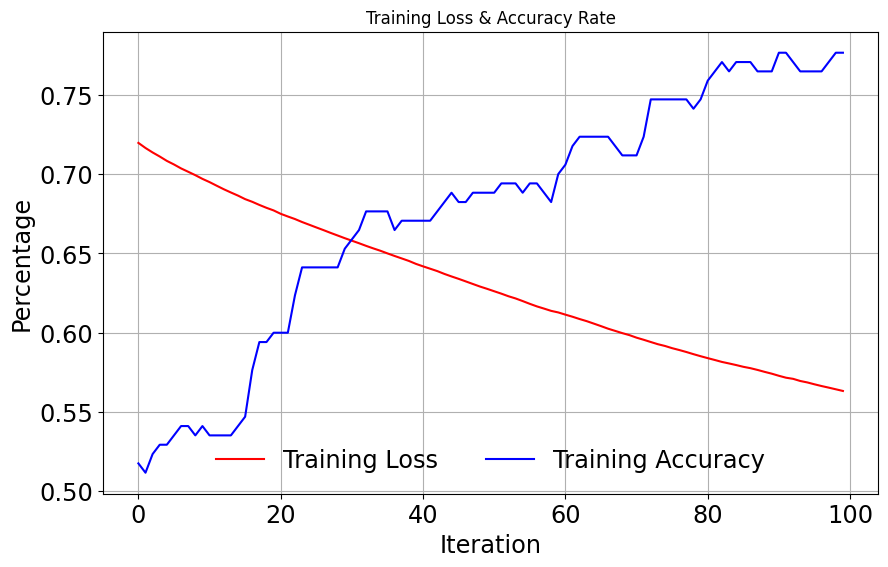 Training Loss & Accuracy Rate
Percentage
0.75
0.70
0.65
0.60
0.55
0.50
Training Loss Training Accuracy
0 20 40 60 80 100
Iteration